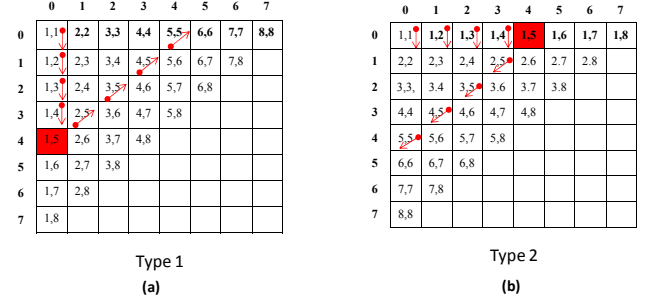 0 1 2 3 4 5 6 7
0 1,1 2,2 3,3 4,4 5,5 6,6 7,7 8,8
1 1,2 2,3 3,4 4,5 5,6 6,7 7,8
2 1,3 2,4 3,5 4,6 5,7 6,8
3 1,4 2,5 3,6 4,7 5,8
4 1,5 2,6 3,7 4,8
5 1,6 2,7 3,8
6 1,7 2,8
7 1,8
Type 1
(a)
0 1 2 3 4 5 6 7
0 1,1 1,2 1,3 1,4 1,5 1,6 1,7 1,8
1 2,2 2,3 2,4 2,5 2.6 2.7 2.8
2 3,3, 3.4 3,5 3.6 3.7 3.8
3 4,4 4,5 4,6 4,7 4,8
4 5,5 5,6 5,7 5,8
5 6,6 6,7 6,8
6 7,7 7,8
7 8,8
Type 2
(b)